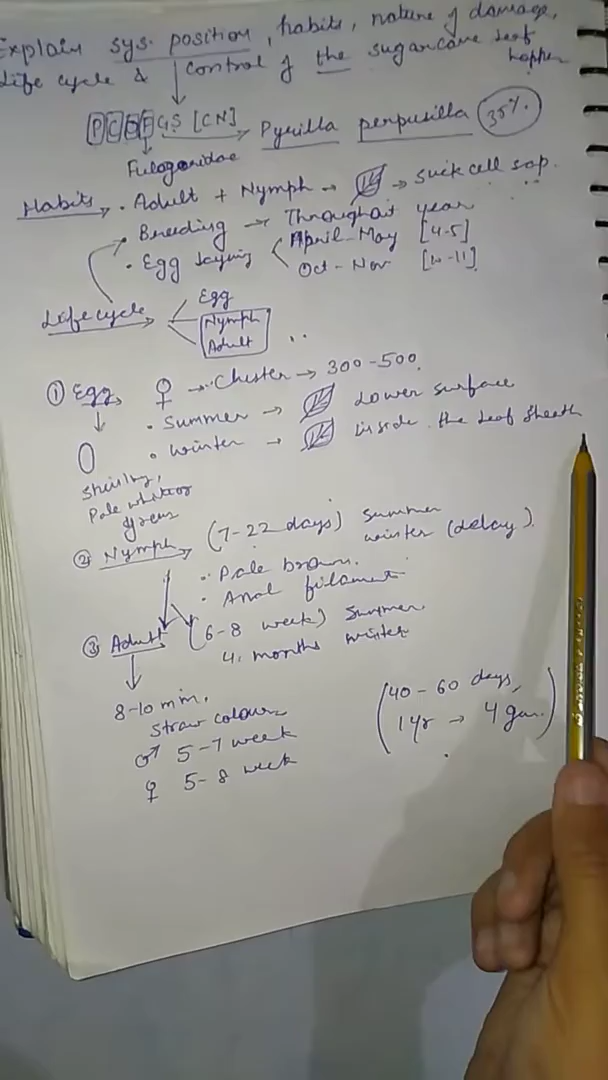 Explain sys. position, habits, nature of damage,
life cycle & control of the sugarcane leaf
hopper
PCOFGS [CN] → Pyrilla perpusilla 35%
Fulogoridae
Habits → • Adult + Nymph → → suck cell sap.
• Breeding → Throughout year
• Egg laying < April-May [4-5]
Oct-Nov [10-11]
Life cycle → Egg
Nymph
Adult
① Egg → ♀ → Cluster → 300-500.
• Summer → Lower surface
• Winter → inside the leaf sheath
Shining,
Pale whitish
green
② Nymph → (7-22 days) Summer
winter (delay).
• Pale brown.
• Anal filament
(6-8 week) Summer
4 months winter
③ Adult
8-10 mm.
Straw colour
♂ 5-7 week
♀ 5-8 week
(40-60 days,
1 yr → 4 gen.)